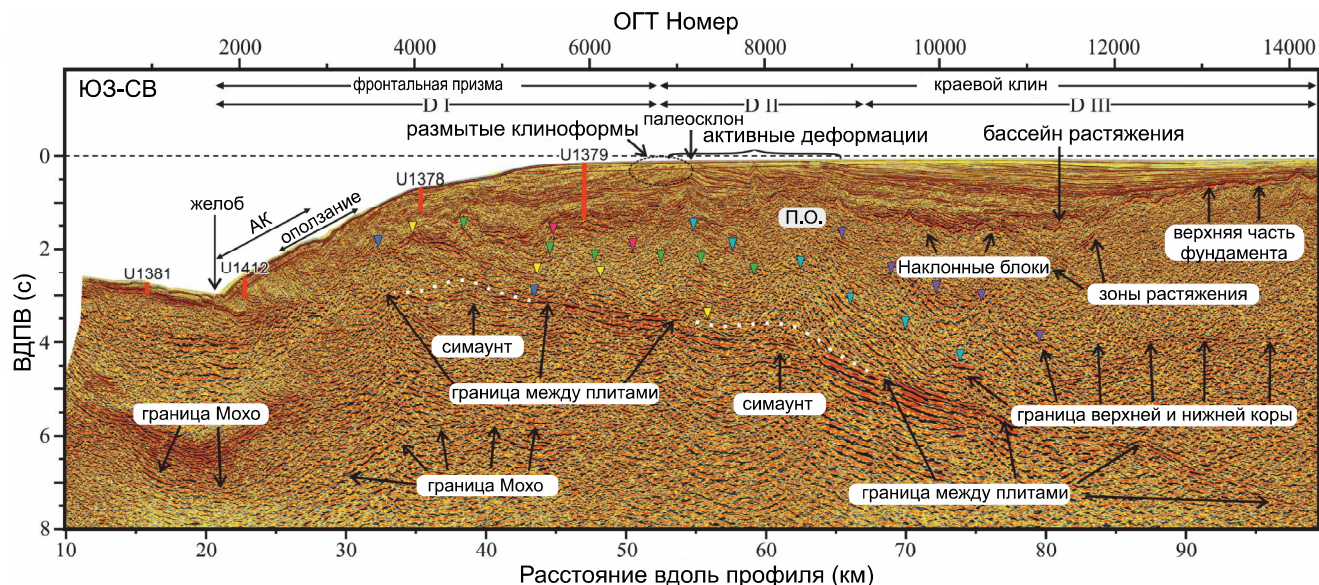 ОГТ Номер
2000 4000 6000 8000 10000 12000 14000
ЮЗ-СВ
фронтальная призма
краевой клин
D I
D II
D III
размытые клиноформы
палеосклон
активные деформации
бассейн растяжения
0
U1379
U1378
желоб
АК
оползание
П.О.
2
U1381
U1412
верхняя часть
фундамента
Наклонные блоки
зоны растяжения
ВДПВ (с)
4
симаунт
граница между плитами
симаунт
граница Мохо
граница верхней и нижней коры
6
граница Мохо
граница между плитами
8
10 20 30 40 50 60 70 80 90
Расстояние вдоль профиля (км)